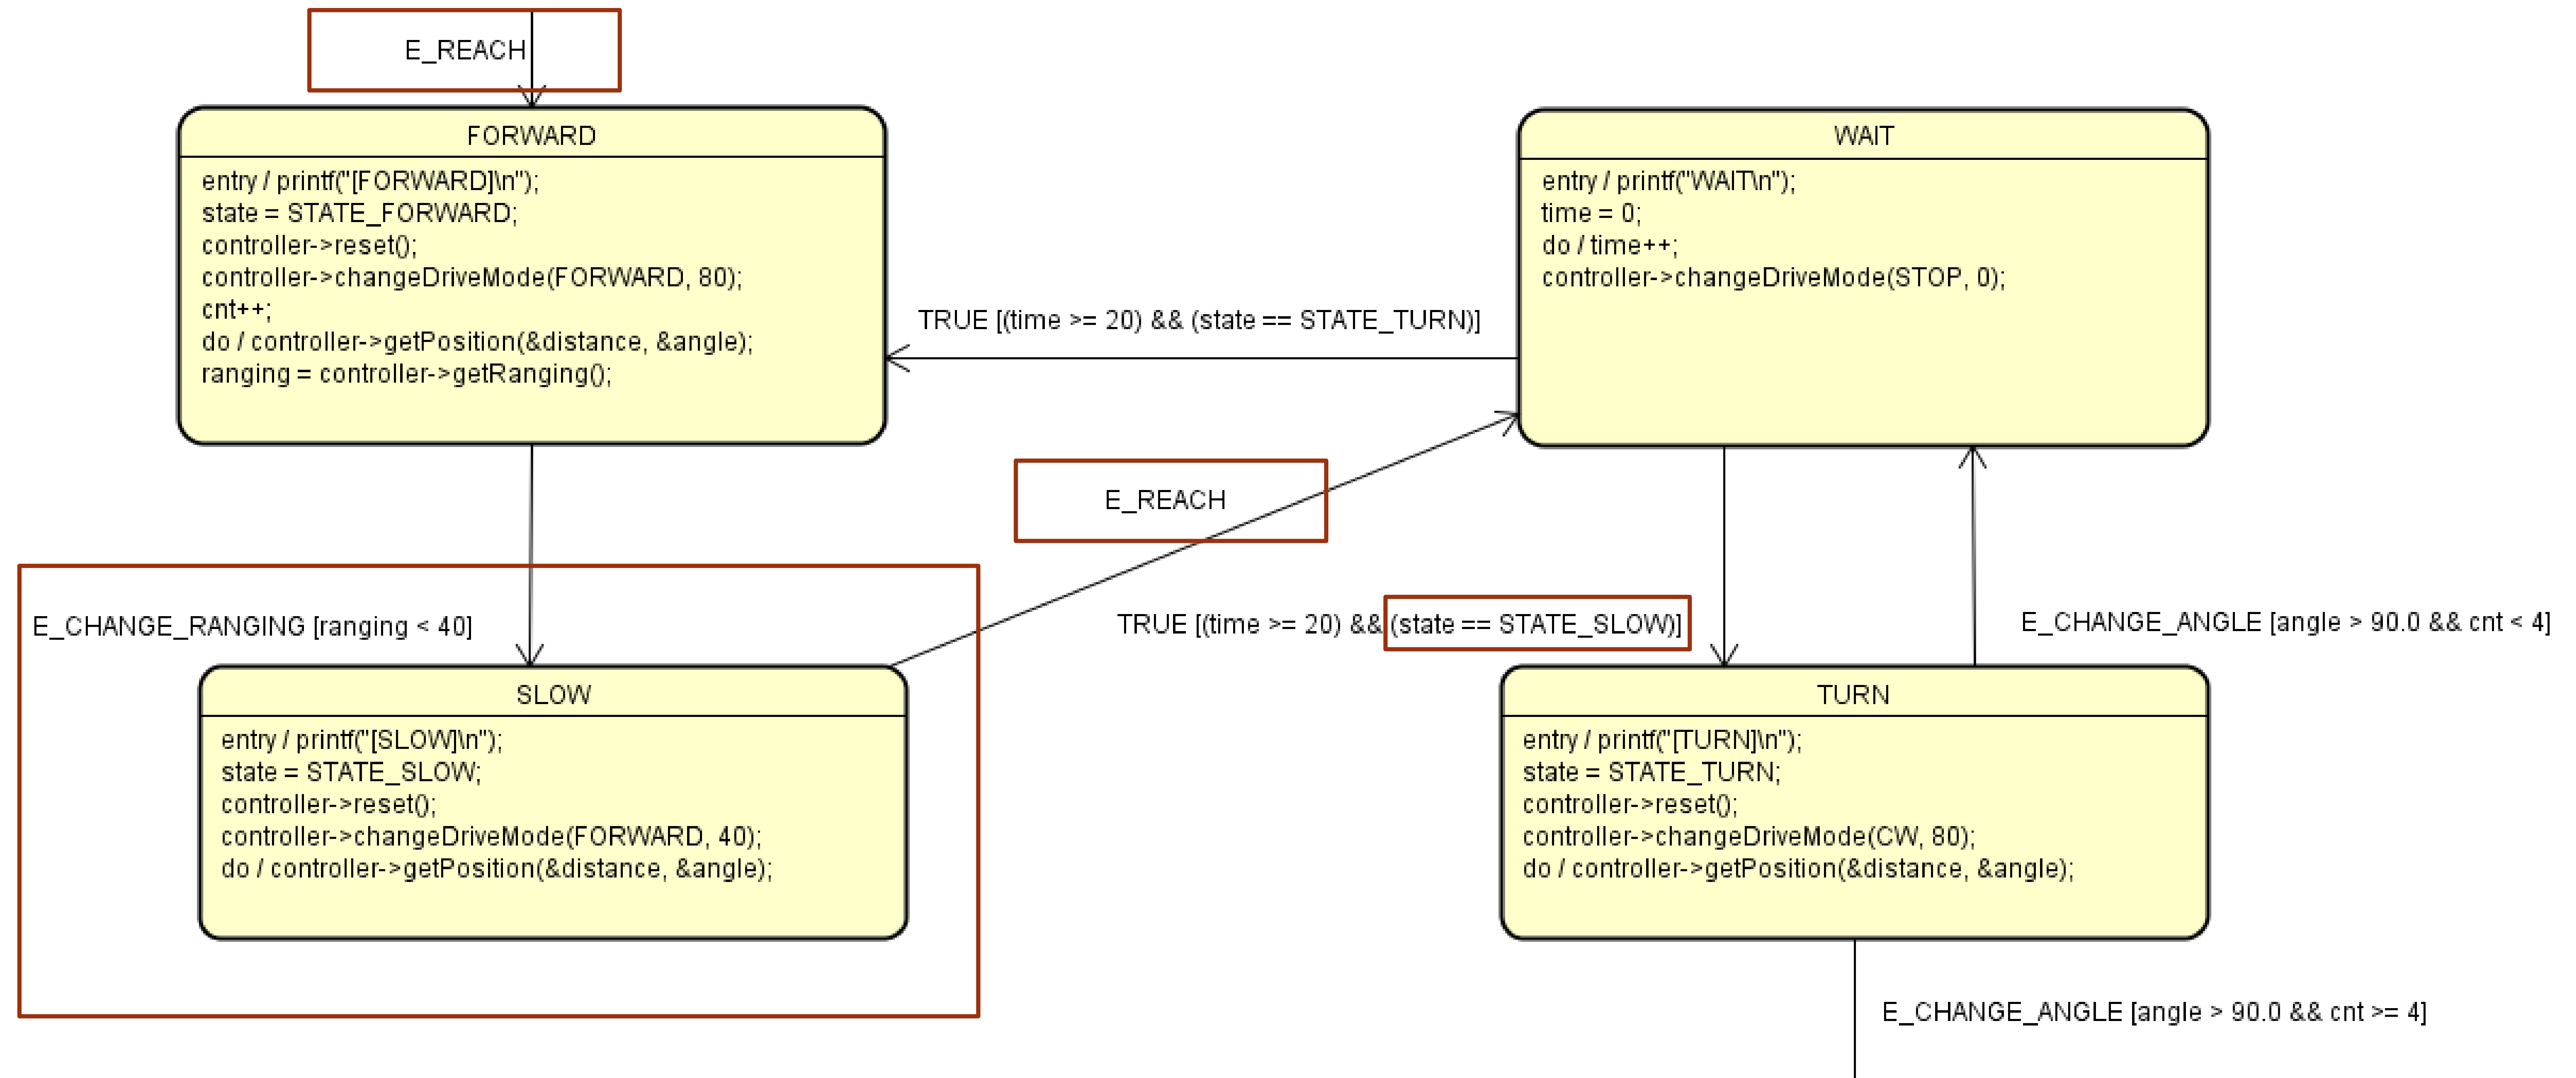 E_REACH
FORWARD
entry / printf("[FORWARD]\n");
state = STATE_FORWARD;
controller->reset();
controller->changeDriveMode(FORWARD, 80);
cnt++;
do / controller->getPosition(&distance, &angle);
ranging = controller->getRanging();
WAIT
entry / printf("WAIT\n");
time = 0;
do / time++;
controller->changeDriveMode(STOP, 0);
TRUE [(time >= 20) && (state == STATE_TURN)]
E_REACH
E_CHANGE_RANGING [ranging < 40]
TRUE [(time >= 20) && (state == STATE_SLOW)]
E_CHANGE_ANGLE [angle > 90.0 && cnt < 4]
SLOW
entry / printf("[SLOW]\n");
state = STATE_SLOW;
controller->reset();
controller->changeDriveMode(FORWARD, 40);
do / controller->getPosition(&distance, &angle);
TURN
entry / printf("[TURN]\n");
state = STATE_TURN;
controller->reset();
controller->changeDriveMode(CW, 80);
do / controller->getPosition(&distance, &angle);
E_CHANGE_ANGLE [angle > 90.0 && cnt >= 4]